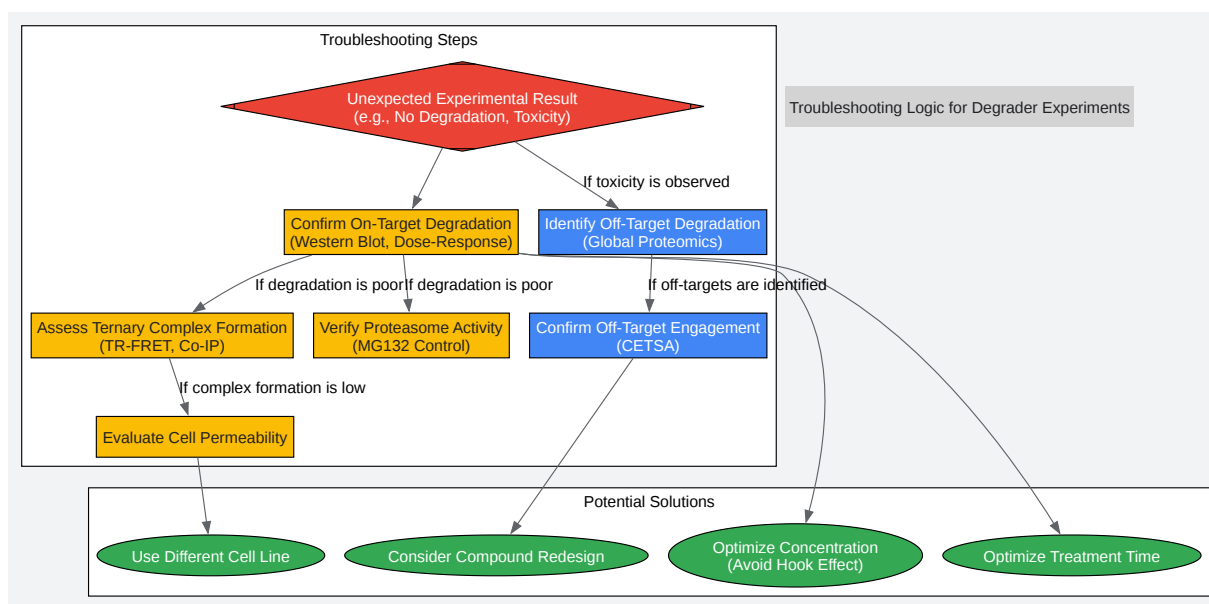 Troubleshooting Steps
Unexpected Experimental Result
(e.g., No Degradation, Toxicity)
Troubleshooting Logic for Degrader Experiments
If toxicity is observed
Confirm On-Target Degradation
(Western Blot, Dose-Response)
Identify Off-Target Degradation
(Global Proteomics)
If degradation is poor
If degradation is poor
If off-targets are identified
Assess Ternary Complex Formation
(TR-FRET, Co-IP)
Verify Proteasome Activity
(MG132 Control)
Confirm Off-Target Engagement
(CETSA)
If complex formation is low
Evaluate Cell Permeability
Potential Solutions
Use Different Cell Line
Consider Compound Redesign
Optimize Concentration
(Avoid Hook Effect)
Optimize Treatment Time